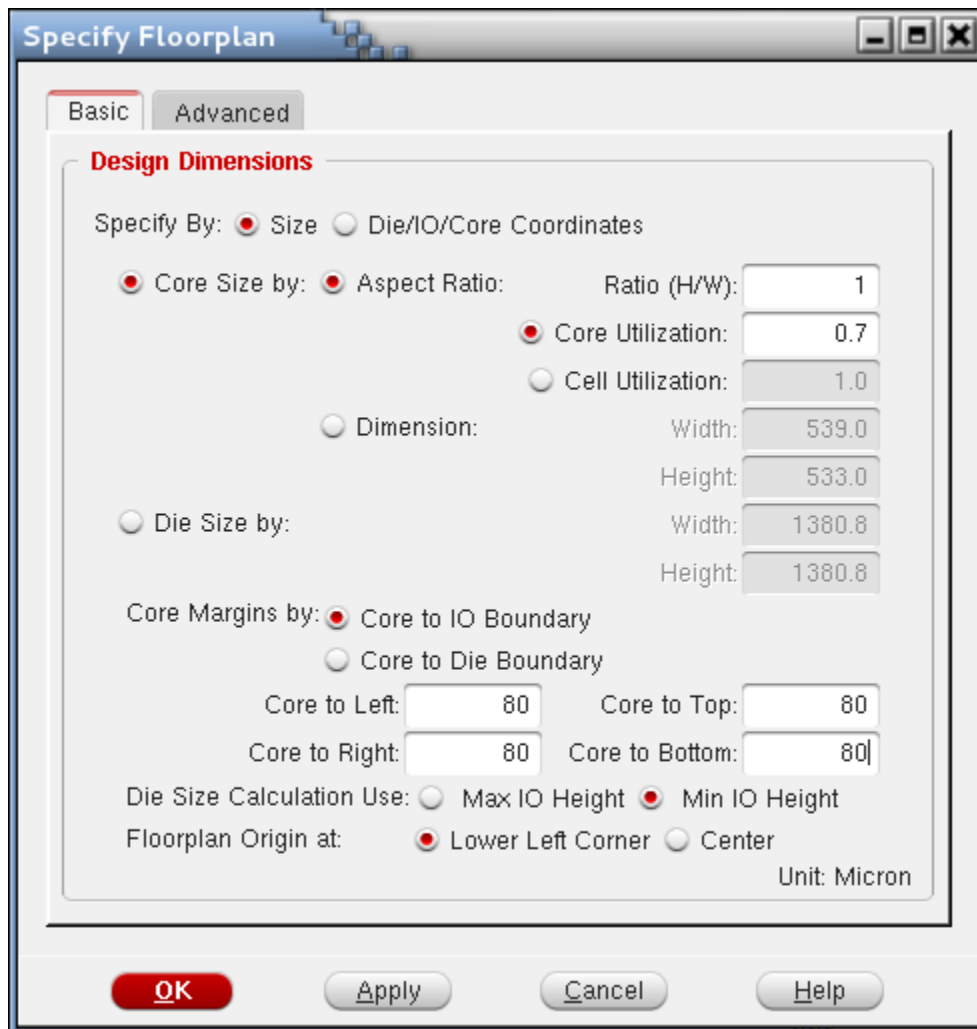 Specify Floorplan
Basic Advanced
Design Dimensions
Specify By: Size Die/IO/Core Coordinates
Core Size by: Aspect Ratio: Ratio (H/W): 1
Core Utilization: 0.7
Cell Utilization: 1.0
Dimension: Width: 539.0
Height: 533.0
Die Size by: Width: 1380.8
Height: 1380.8
Core Margins by: Core to IO Boundary
Core to Die Boundary
Core to Left: 80 Core to Top: 80
Core to Right: 80 Core to Bottom: 80
Die Size Calculation Use: Max IO Height Min IO Height
Floorplan Origin at: Lower Left Corner Center
Unit: Micron
OK Apply Cancel Help